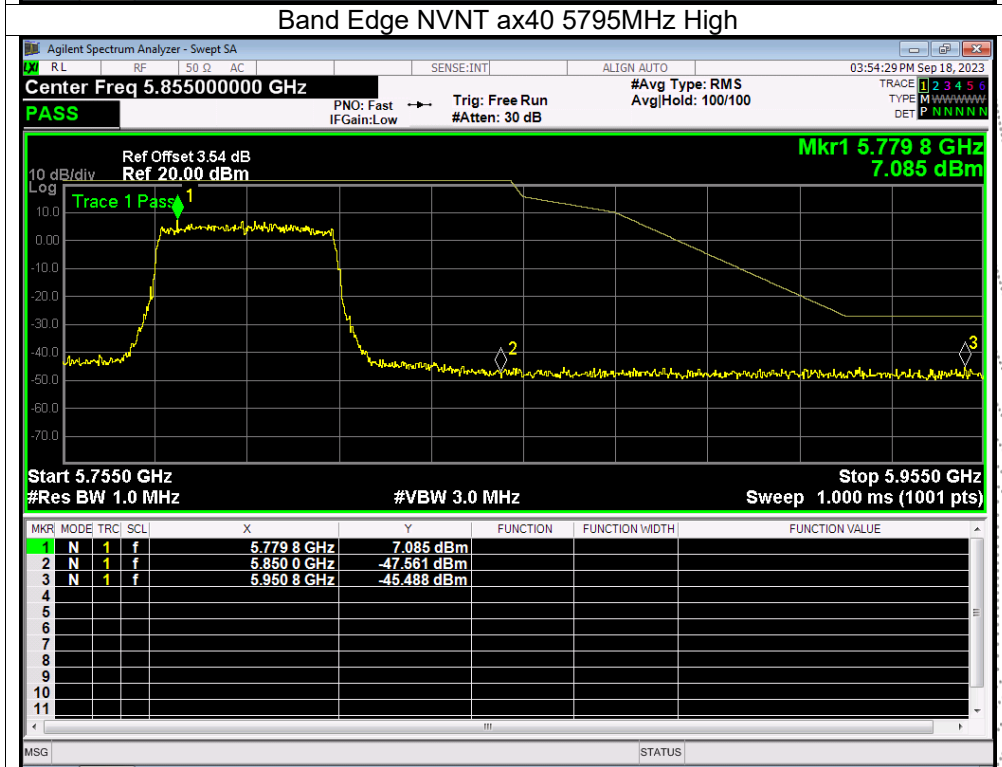 Band Edge NVNT ax40 5795MHz High
Agilent Spectrum Analyzer - Swept SA
LXI RL RF 50 Ω AC SENSE:INT ALIGN AUTO 03:54:29 PM Sep 18, 2023
Center Freq 5.855000000 GHz #Avg Type: RMS TRACE 1 2 3 4 5 6
PNO: Fast Trig: Free Run Avg|Hold: 100/100 TYPE M WWWWW
PASS IFGain:Low #Atten: 30 dB DET P N N N N N
Ref Offset 3.54 dB Mkr1 5.779 8 GHz
10 dB/div Ref 20.00 dBm 7.085 dBm
Log
Trace 1 Pass 1
10.0
0.00
-10.0
-20.0
-30.0
-40.0 2 3
-50.0
-60.0
-70.0
Start 5.7550 GHz Stop 5.9550 GHz
#Res BW 1.0 MHz #VBW 3.0 MHz Sweep 1.000 ms (1001 pts)
MKR MODE TRC SCL X Y FUNCTION FUNCTION WIDTH FUNCTION VALUE
1 N 1 f 5.779 8 GHz 7.085 dBm
2 N 1 f 5.850 0 GHz -47.561 dBm
3 N 1 f 5.950 8 GHz -45.488 dBm
4
5
6
7
8
9
10
11
MSG STATUS